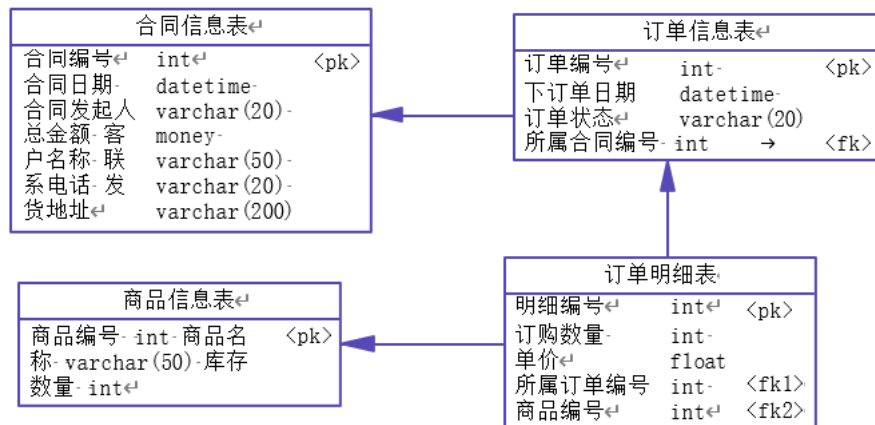 合同信息表↵
合同编号↵ int↵ <pk>
合同日期- datetime-
合同发起人 varchar(20)-
总金额-客 money-
户名称-联 varchar(50)-
系电话-发 varchar(20)-
货地址↵ varchar(200)
订单信息表↵
订单编号↵ int- <pk>
下订单日期 datetime-
订单状态↵ varchar(20)
所属合同编号- int → <fk>
商品信息表↵
商品编号-int-商品名 <pk>
称-varchar(50)-库存
数量-int↵
订单明细表
明细编号↵ int↵ <pk>
订购数量- int-
单价↵ float
所属订单编号 int- <fk1>
商品编号↵ int↵ <fk2>